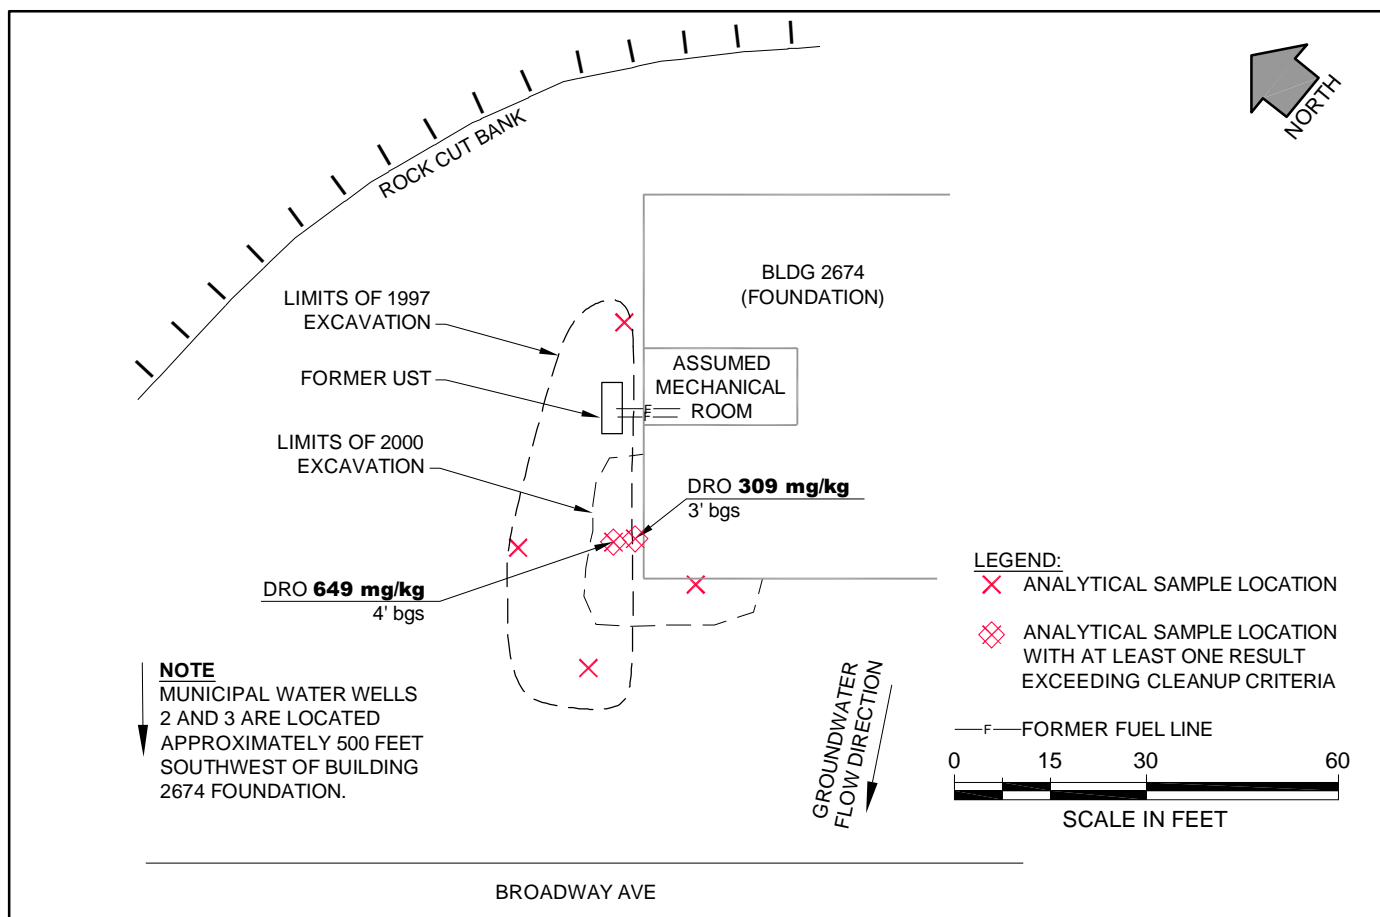 NORTH
ROCK CUT BANK
BLDG 2674
(FOUNDATION)
LIMITS OF 1997
EXCAVATION
FORMER UST
ASSUMED
MECHANICAL
ROOM
F
F
LIMITS OF 2000
EXCAVATION
DRO 309 mg/kg
3' bgs
DRO 649 mg/kg
4' bgs
LEGEND:
ANALYTICAL SAMPLE LOCATION
ANALYTICAL SAMPLE LOCATION
WITH AT LEAST ONE RESULT
EXCEEDING CLEANUP CRITERIA
F FORMER FUEL LINE
0 15 30 60
SCALE IN FEET
NOTE
MUNICIPAL WATER WELLS
2 AND 3 ARE LOCATED
APPROXIMATELY 500 FEET
SOUTHWEST OF BUILDING
2674 FOUNDATION.
GROUNDWATER
FLOW DIRECTION
BROADWAY AVE